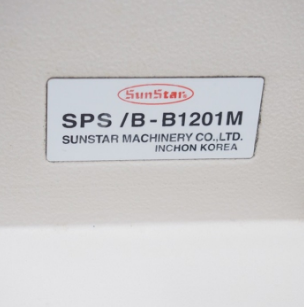 SunStar
SPS /B-B1201M
SUNSTAR MACHINERY CO.,LTD.
INCHON KOREA